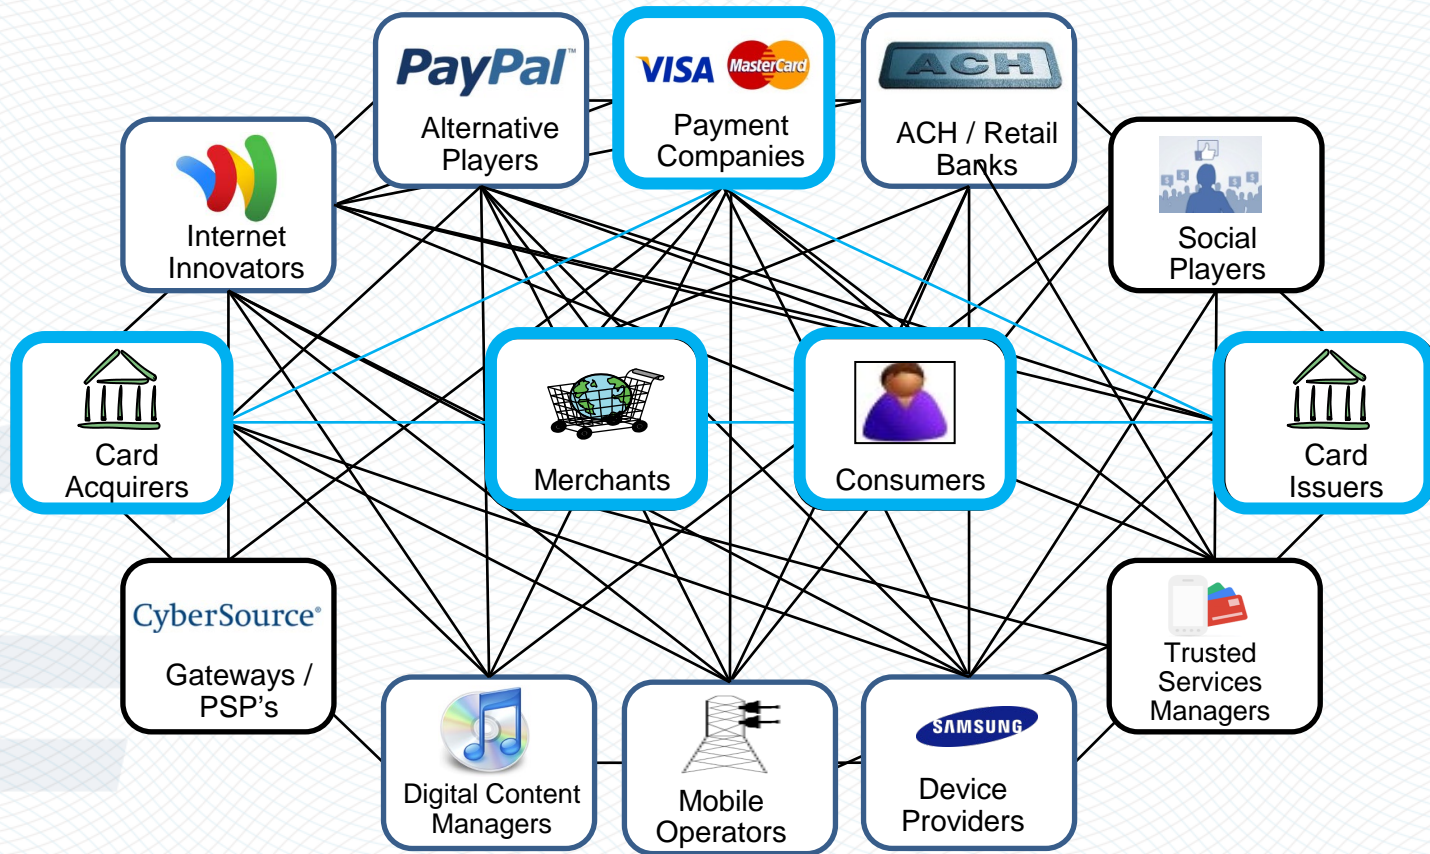 PayPal™
Alternative
Players
VISA
MasterCard
Payment
Companies
ACH
ACH / Retail
Banks
Internet
Innovators
Social
Players
Card
Acquirers
Merchants
Consumers
Card
Issuers
CyberSource®
Gateways /
PSP's
Digital Content
Managers
Mobile
Operators
SAMSUNG
Device
Providers
Trusted
Services
Managers